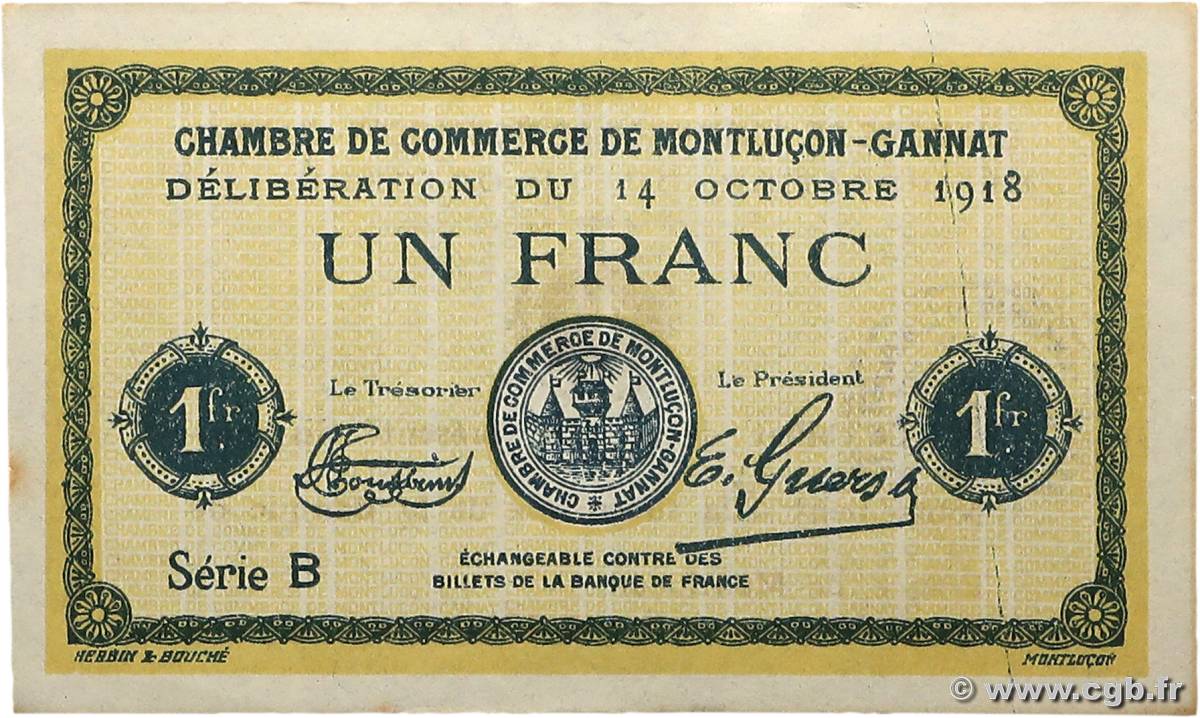 CHAMBRE DE COMMERCE DE MONTLUÇON-GANNAT
DÉLIBÉRATION DU 14 OCTOBRE 1918
UN FRANC
1fr
Le Trésorier
CHAMBRE DE COMMERCE DE MONTLUÇON-GANNAT *
Le Président
1fr
E. Guers
Série B
ÉCHANGEABLE CONTRE DES
BILLETS DE LA BANQUE DE FRANCE
HERBIN & BOUCHÉ
MONTLUÇON
© www.cgb.fr